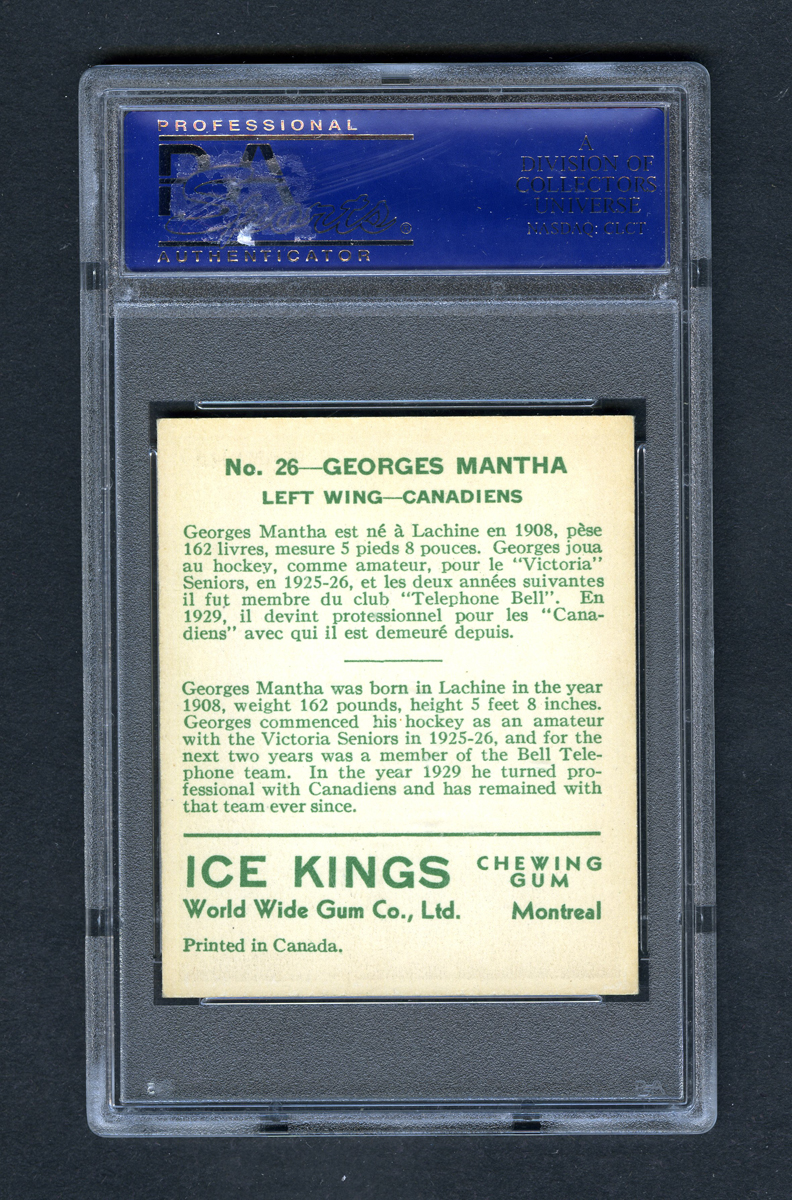 PROFESSIONAL
AUTHENTICATOR
A
DIVISION OF
COLLECTORS
UNIVERSE
NASDAQ: CLCT
No. 26—GEORGES MANTHA
LEFT WING—CANADIENS
Georges Mantha est né à Lachine en 1908, pèse
162 livres, mesure 5 pieds 8 pouces. Georges joua
au hockey, comme amateur, pour le "Victoria"
Seniors, en 1925-26, et les deux années suivantes
il fut membre du club "Telephone Bell". En
1929, il devint protessionnel pour les "Cana-
diens" avec qui il est demeuré depuis.
Georges Mantha was born in Lachine in the year
1908, weight 162 pounds, height 5 feet 8 inches.
Georges commenced his hockey as an amateur
with the Victoria Seniors in 1925-26, and for the
next two years was a member of the Bell Tele-
phone team. In the year 1929 he turned pro-
fessional with Canadiens and has remained with
that team ever since.
ICE KINGS CHEWING GUM
World Wide Gum Co., Ltd. Montreal
Printed in Canada.